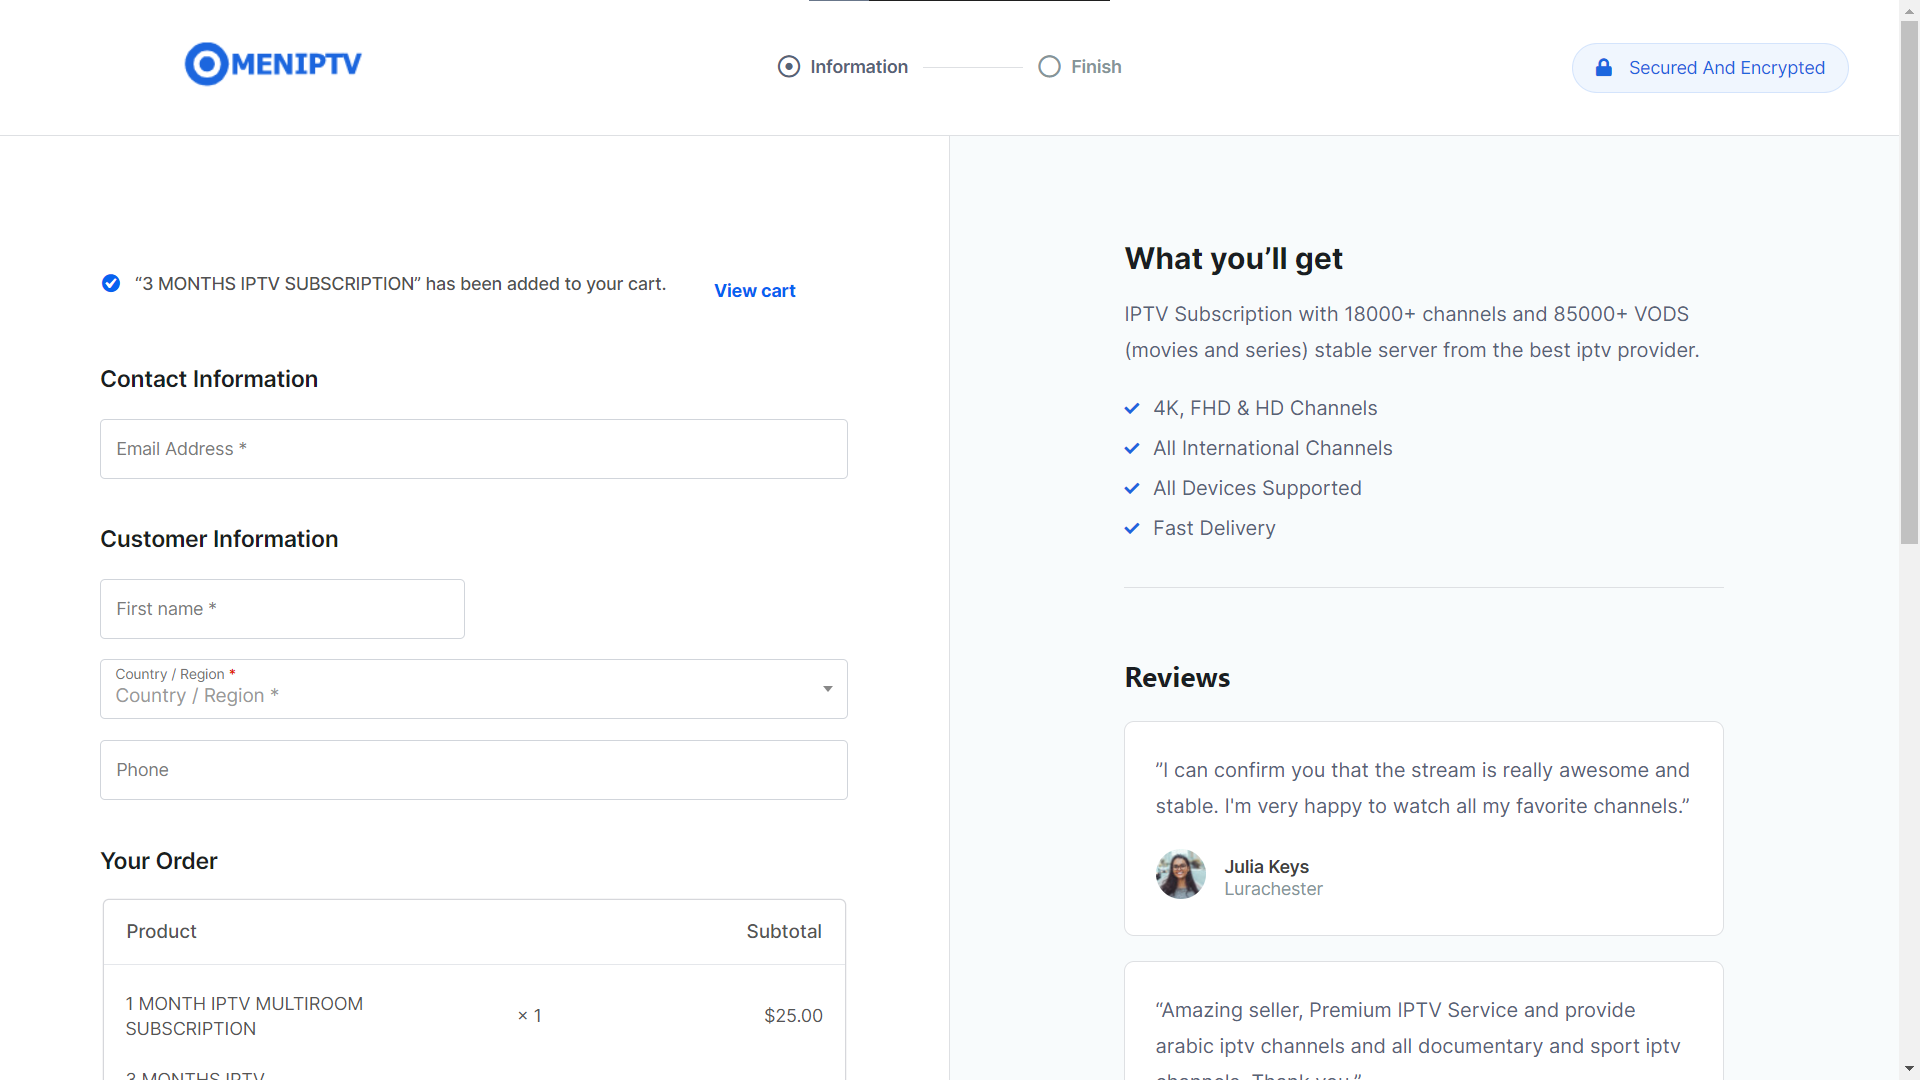 MENIPTV
Information
Finish
Secured And Encrypted
“3 MONTHS IPTV SUBSCRIPTION” has been added to your cart.
View cart
Contact Information
Email Address *
Customer Information
First name *
Country / Region *
Country / Region *
Phone
Your Order
Product Subtotal
1 MONTH IPTV MULTIROOM
SUBSCRIPTION
× 1
$25.00
3 MONTHS IPTV
What you’ll get
IPTV Subscription with 18000+ channels and 85000+ VODS
(movies and series) stable server from the best iptv provider.
4K, FHD & HD Channels
All International Channels
All Devices Supported
Fast Delivery
Reviews
”I can confirm you that the stream is really awesome and
stable. I'm very happy to watch all my favorite channels.”
Julia Keys
Lurachester
“Amazing seller, Premium IPTV Service and provide
arabic iptv channels and all documentary and sport iptv
channels. Thank you.”